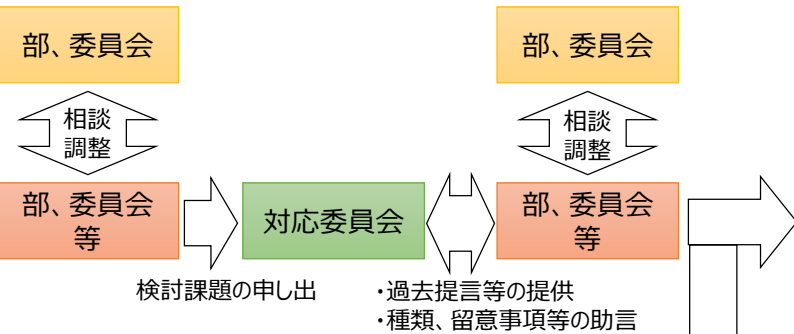 部、委員会
部、委員会
相談
調整
相談
調整
部、委員会
等
対応委員会
部、委員会
等
検討課題の申し出
・過去提言等の提供
・種類、留意事項等の助言